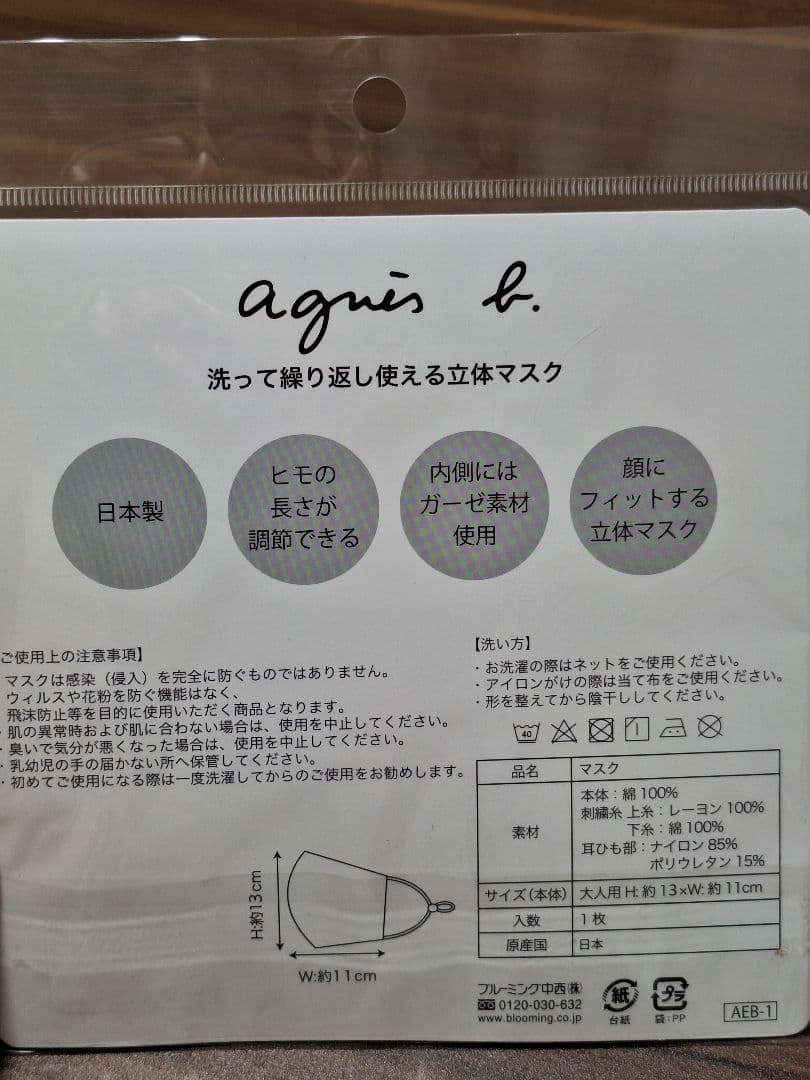 agnès b.
洗って繰り返し使える立体マスク
日本製
ヒモの
長さが
調節できる
内側には
ガーゼ素材
使用
顔に
フィットする
立体マスク
ご使用上の注意事項】
マスクは感染（侵入）を完全に防ぐものではありません。
ウィルスや花粉を防ぐ機能はなく、
飛沫防止等を目的に使用いただく商品となります。
・肌の異常時および肌に合わない場合は、使用を中止してください。
・臭いで気分が悪くなった場合は、使用を中止してください。
・乳幼児の手の届かない所へ保管してください。
・初めてご使用になる際は一度洗濯してからのご使用をお勧めします。
【洗い方】
・お洗濯の際はネットをご使用ください。
・アイロンがけの際は当て布をご使用ください。
・形を整えてから陰干ししてください。
40
品名 マスク
素材 本体：綿 100%
刺繍糸 上糸：レーヨン 100%
下糸：綿 100%
耳ひも部：ナイロン 85%
ポリウレタン 15%
サイズ（本体） 大人用 H: 約 13×W: 約 11cm
入数 1 枚
原産国 日本
H:約13cm
W:約11cm
ブルーミング中西(株)
0120-030-632
www.blooming.co.jp
紙
台紙
プラ
袋:PP
AEB-1